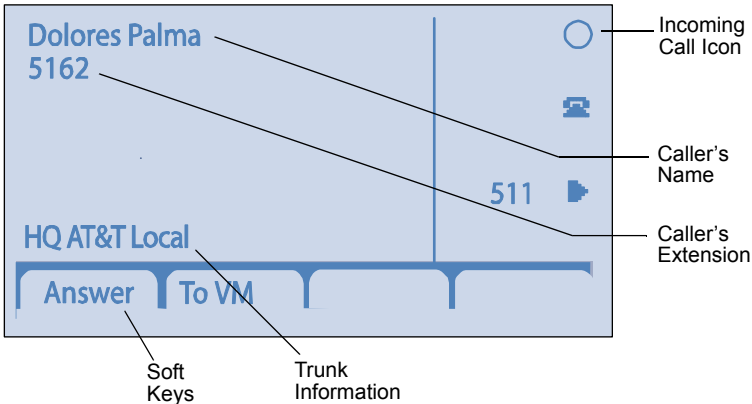 Dolores Palma
5162
511
HQ AT&T Local
Answer
To VM
Incoming
Call Icon
Caller's
Name
Caller's
Extension
Soft
Keys
Trunk
Information